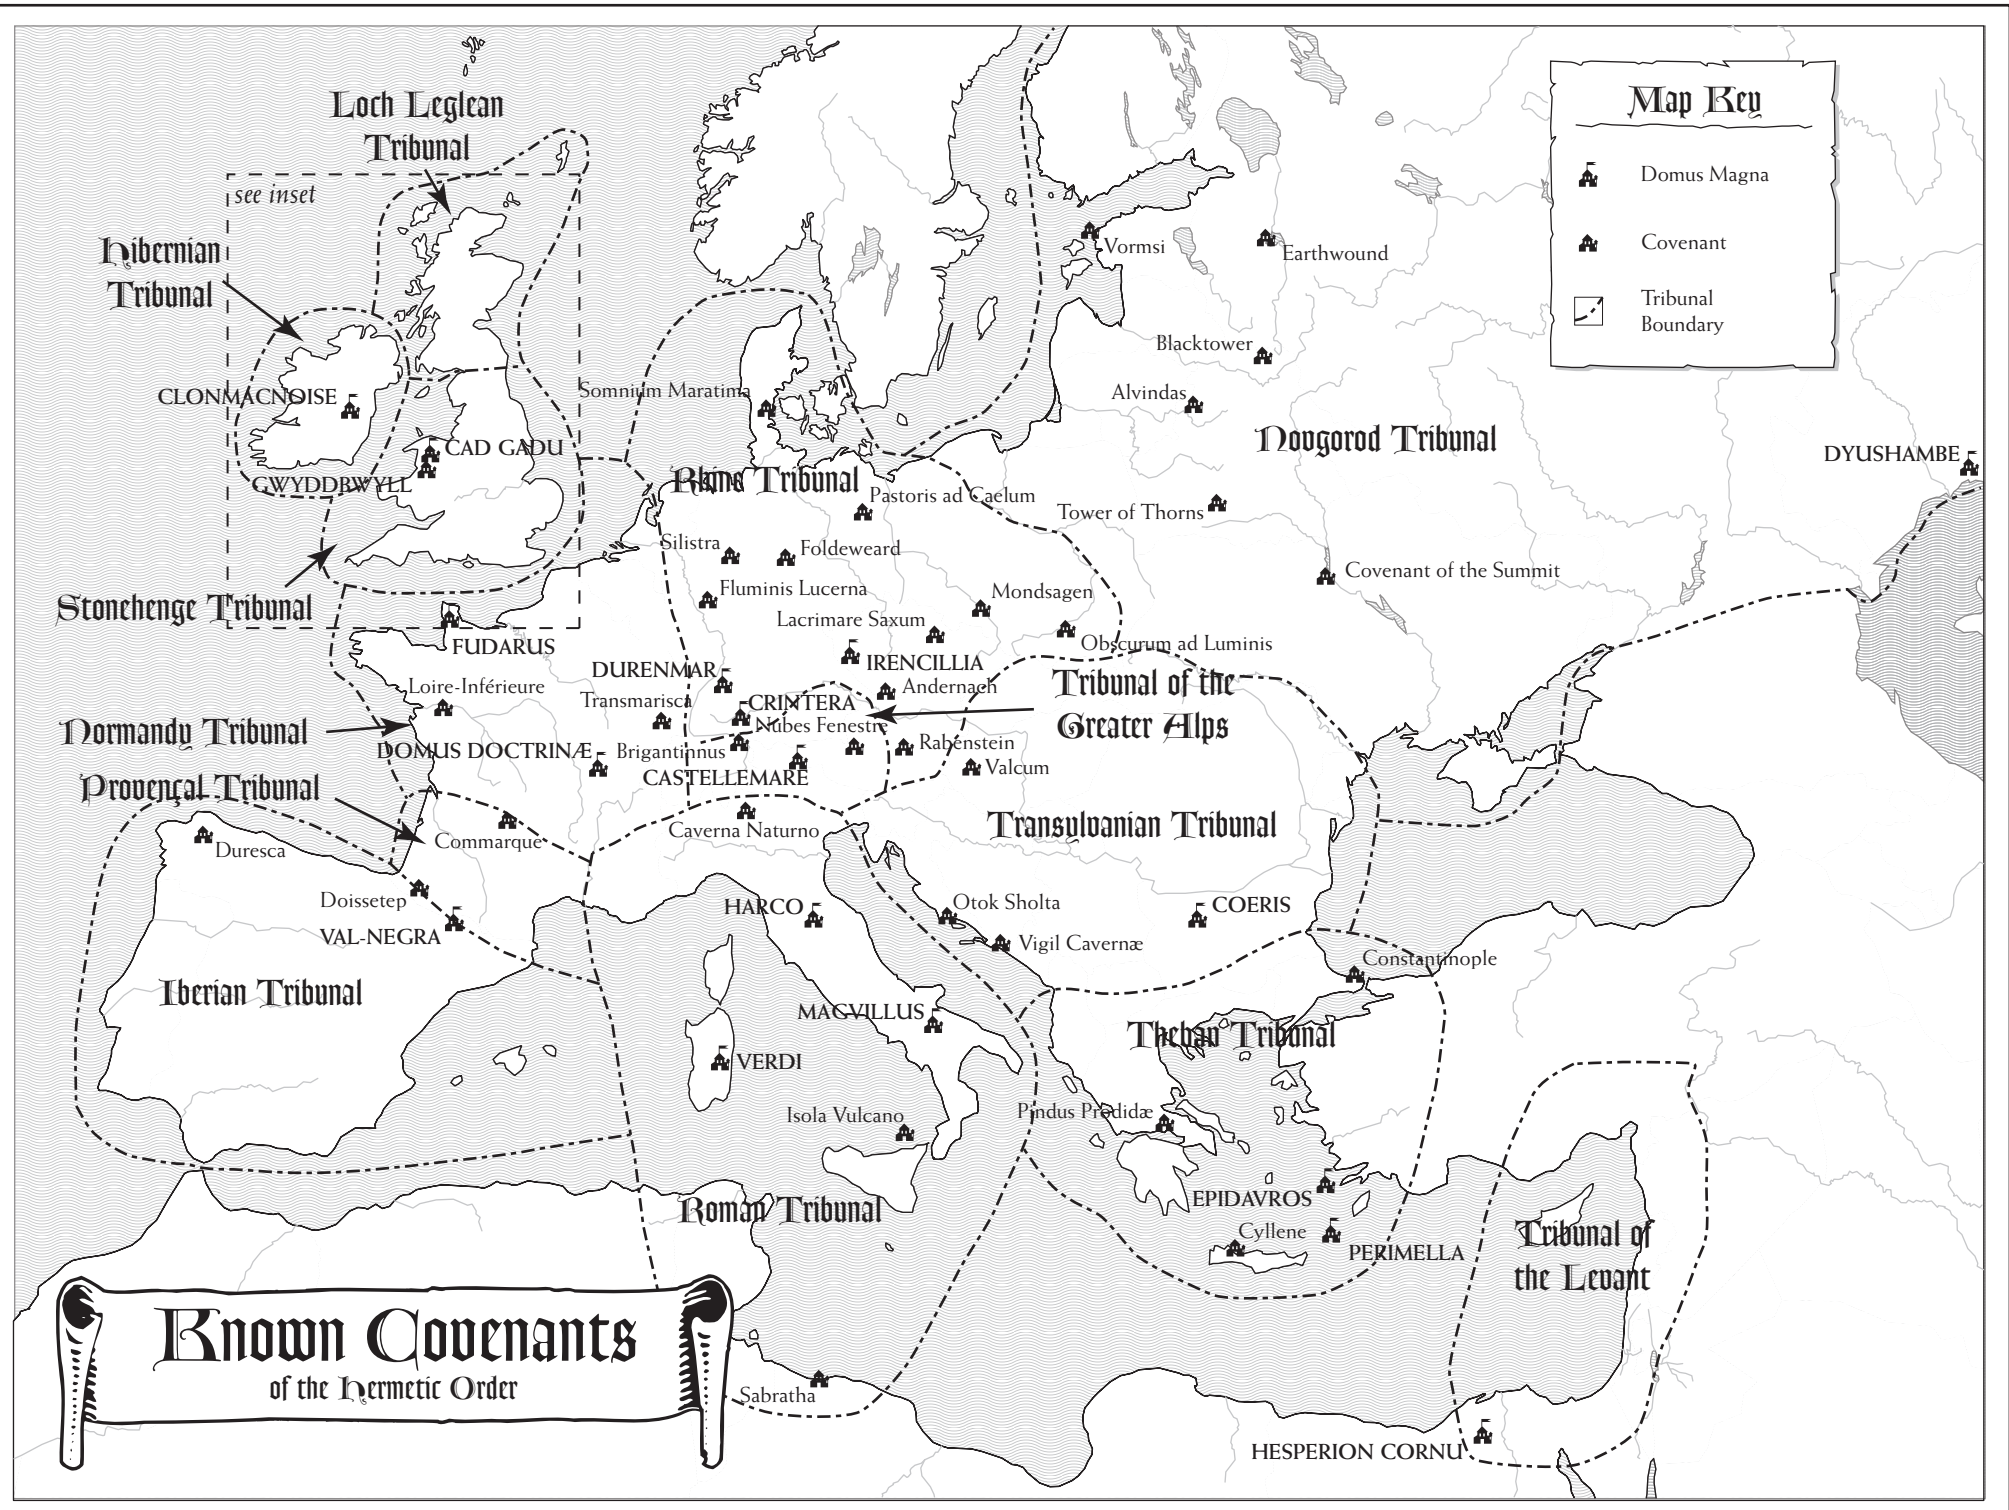 Loch Leglean
Tribunal
see inset
Hibernian
Tribunal
CLONMACNOISE
CAD GADU
GWYDDBWYLL
Stonehenge Tribunal
FUDARUS
Map Key
Domus Magna
Covenant
Tribunal
Boundary
Vormsi
Earthwound
Blacktower
Alvindas
Novgorod Tribunal
DYUSHAMBE
Somnium Maratima
Rhine Tribunal
Pastoris ad Caelum
Tower of Thorns
Silistra
Foldeweard
Covenant of the Summit
Fluminis Lucerna
Mondsagen
Lacrimare Saxum
Obscurum ad Luminis
IRENCILLIA
DURENMAR
Andernach
Tribunal of the
Greater Alps
Loire-Inférieure
Transmarisca
CRINTERA
Nubes Fenestre
Normandy Tribunal
DOMUS DOCTRINÆ
Brigantinnus
Rabenstein
Valcum
CASTELLEMARE
Provençal Tribunal
Caverna Naturno
Transylvanian Tribunal
Commarque
Duresca
Doissetep
VAL-NEGRA
HARCO
Otok Sholta
COERIS
Vigil Cavernæ
Constantinople
Iberian Tribunal
MAGVILLUS
Theban Tribunal
VERDI
Isola Vulcano
Pindus Prodidæ
EPIDAVROS
Roman Tribunal
Cyllene
PERIMELLA
Tribunal of
the Levant
Known Covenants
of the Hermetic Order
Sabratha
HESPERION CORNU